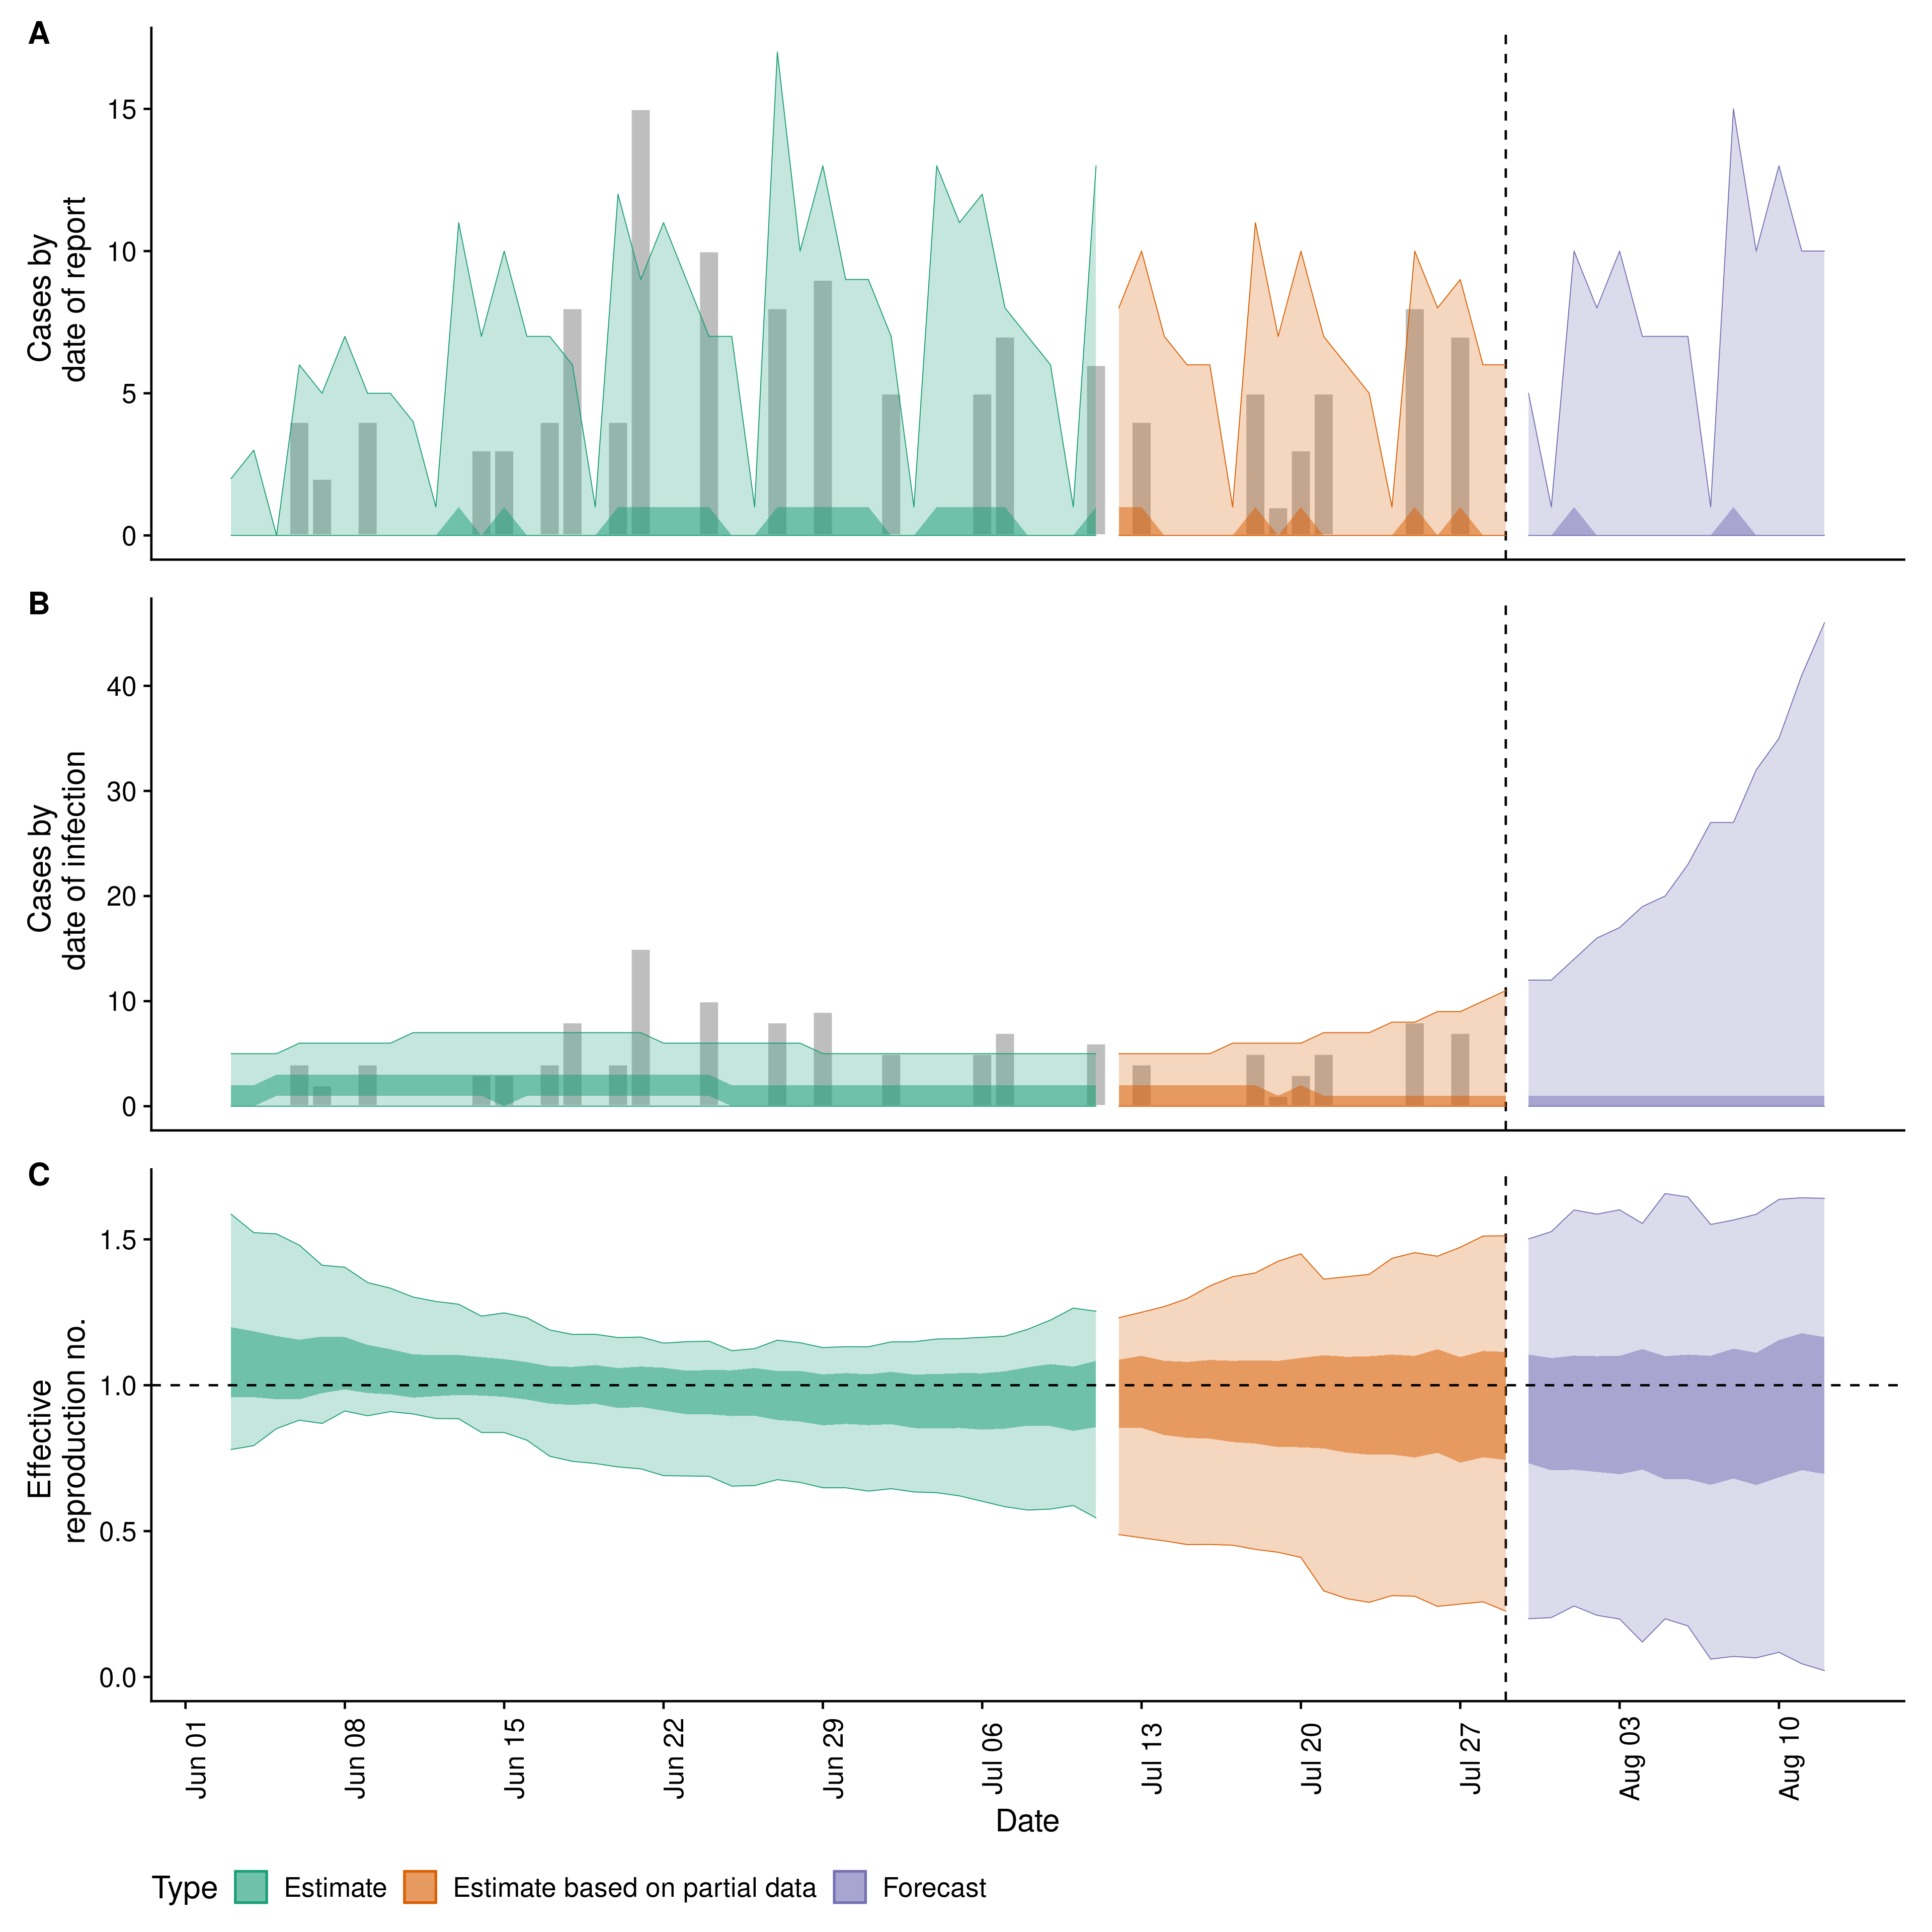 A
Cases by
date of report
15
10
5
0
B
Cases by
date of infection
40
30
20
10
0
C
Effective
reproduction no.
1.5
1.0
0.5
0.0
Jun 01
Jun 08
Jun 15
Jun 22
Jun 29
Jul 06
Jul 13
Jul 20
Jul 27
Aug 03
Aug 10
Date
Type Estimate Estimate based on partial data Forecast